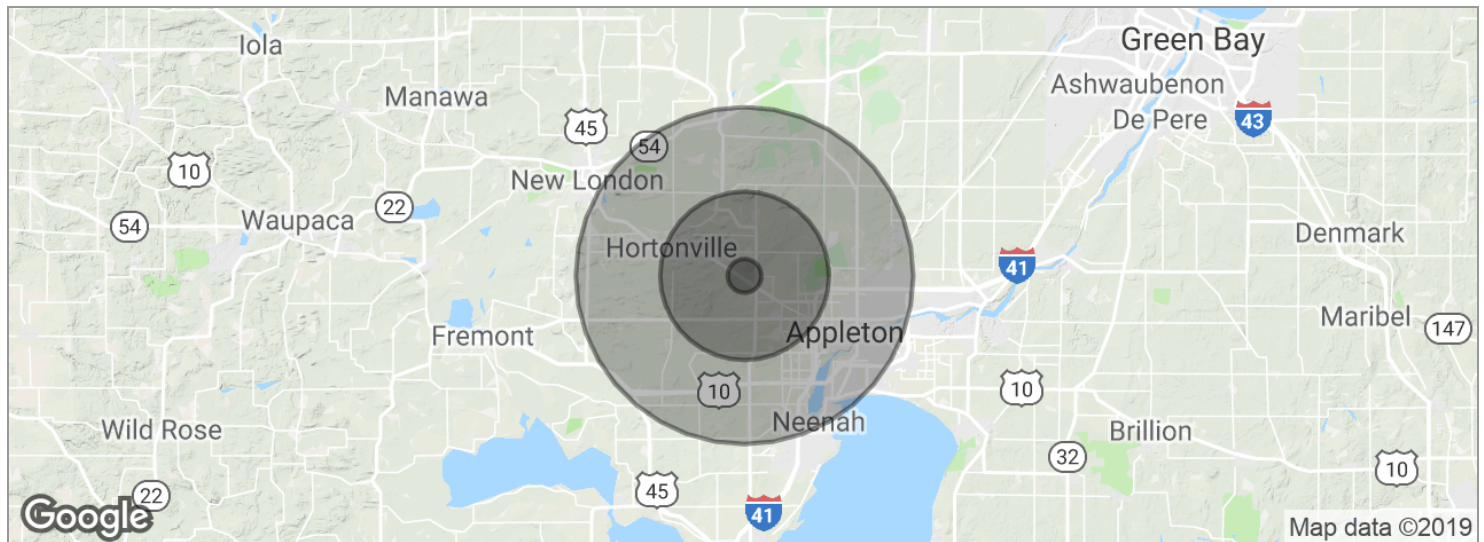 Iola
Green Bay
Manawa
Ashwaubenon
De Pere
45
43
54
10
New London
22
Waupaca
54
Denmark
Hortonville
41
Maribel
147
Fremont
Appleton
10
10
Wild Rose
Neenah
Brillion
32
10
22
45
41
Google
Map data ©2019